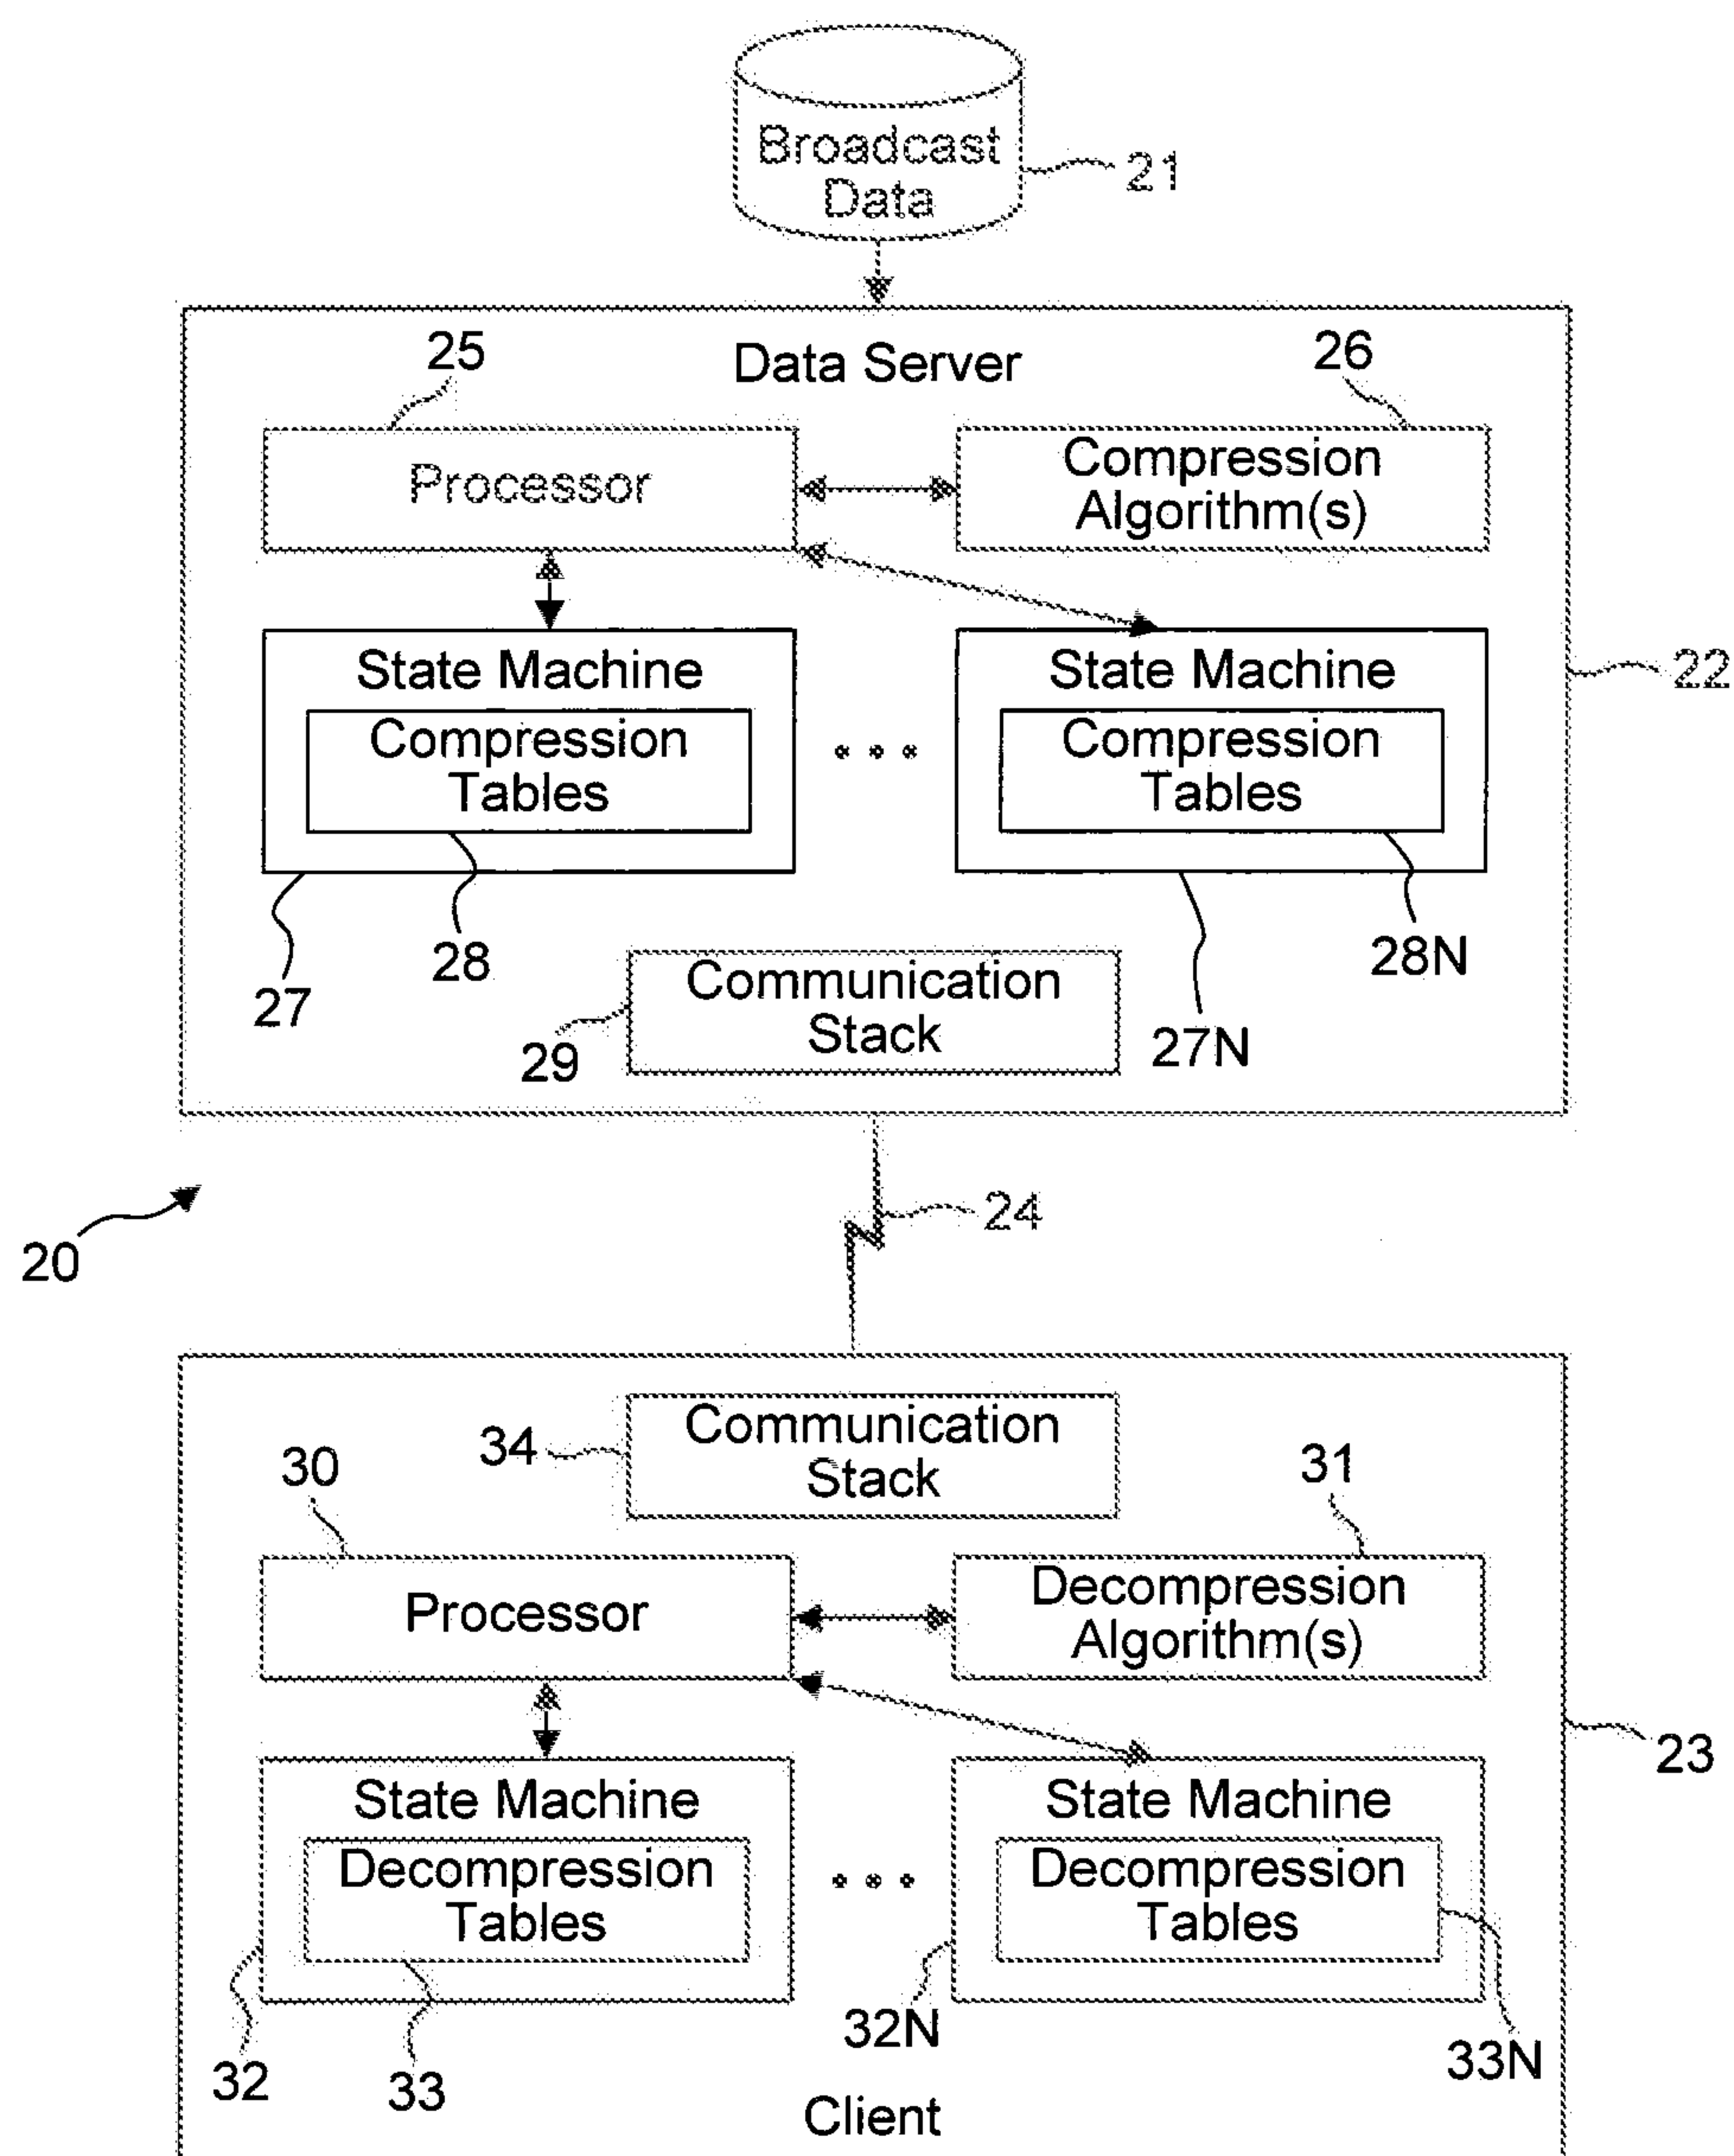 Broadcast
Data
21
25
Data Server
26
Processor
Compression
Algorithm(s)
State Machine
Compression
Tables
State Machine
Compression
Tables
22
28
28N
27
27N
29
Communication
Stack
24
20
34
Communication
Stack
30
31
Processor
Decompression
Algorithm(s)
23
State Machine
Decompression
Tables
State Machine
Decompression
Tables
32
33
32N
33N
Client